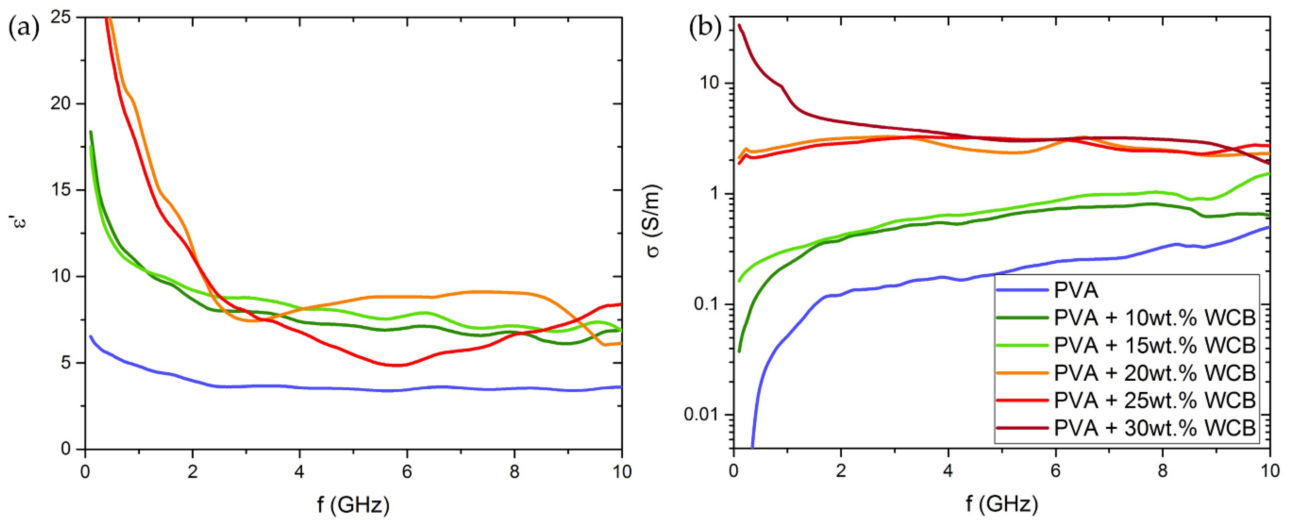 (a)
25
20
15
10
5
0
ε'
0 2 4 6 8 10
f (GHz)
(b)
10
1
0.1
0.01
σ (S/m)
PVA
PVA + 10wt.% WCB
PVA + 15wt.% WCB
PVA + 20wt.% WCB
PVA + 25wt.% WCB
PVA + 30wt.% WCB
0 2 4 6 8 10
f (GHz)